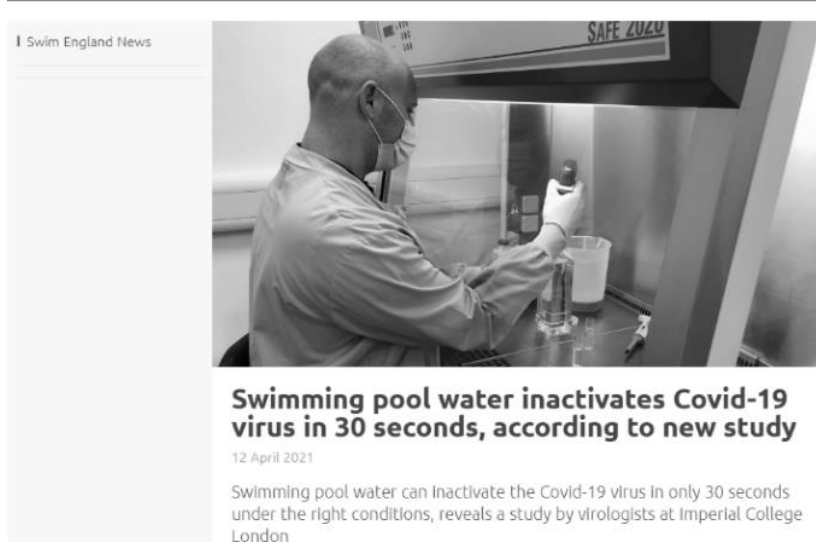 Swim England News
SAFE 2020
Swimming pool water inactivates Covid-19
virus in 30 seconds, according to new study
12 April 2021
Swimming pool water can inactivate the Covid-19 virus in only 30 seconds
under the right conditions, reveals a study by virologists at Imperial College
London